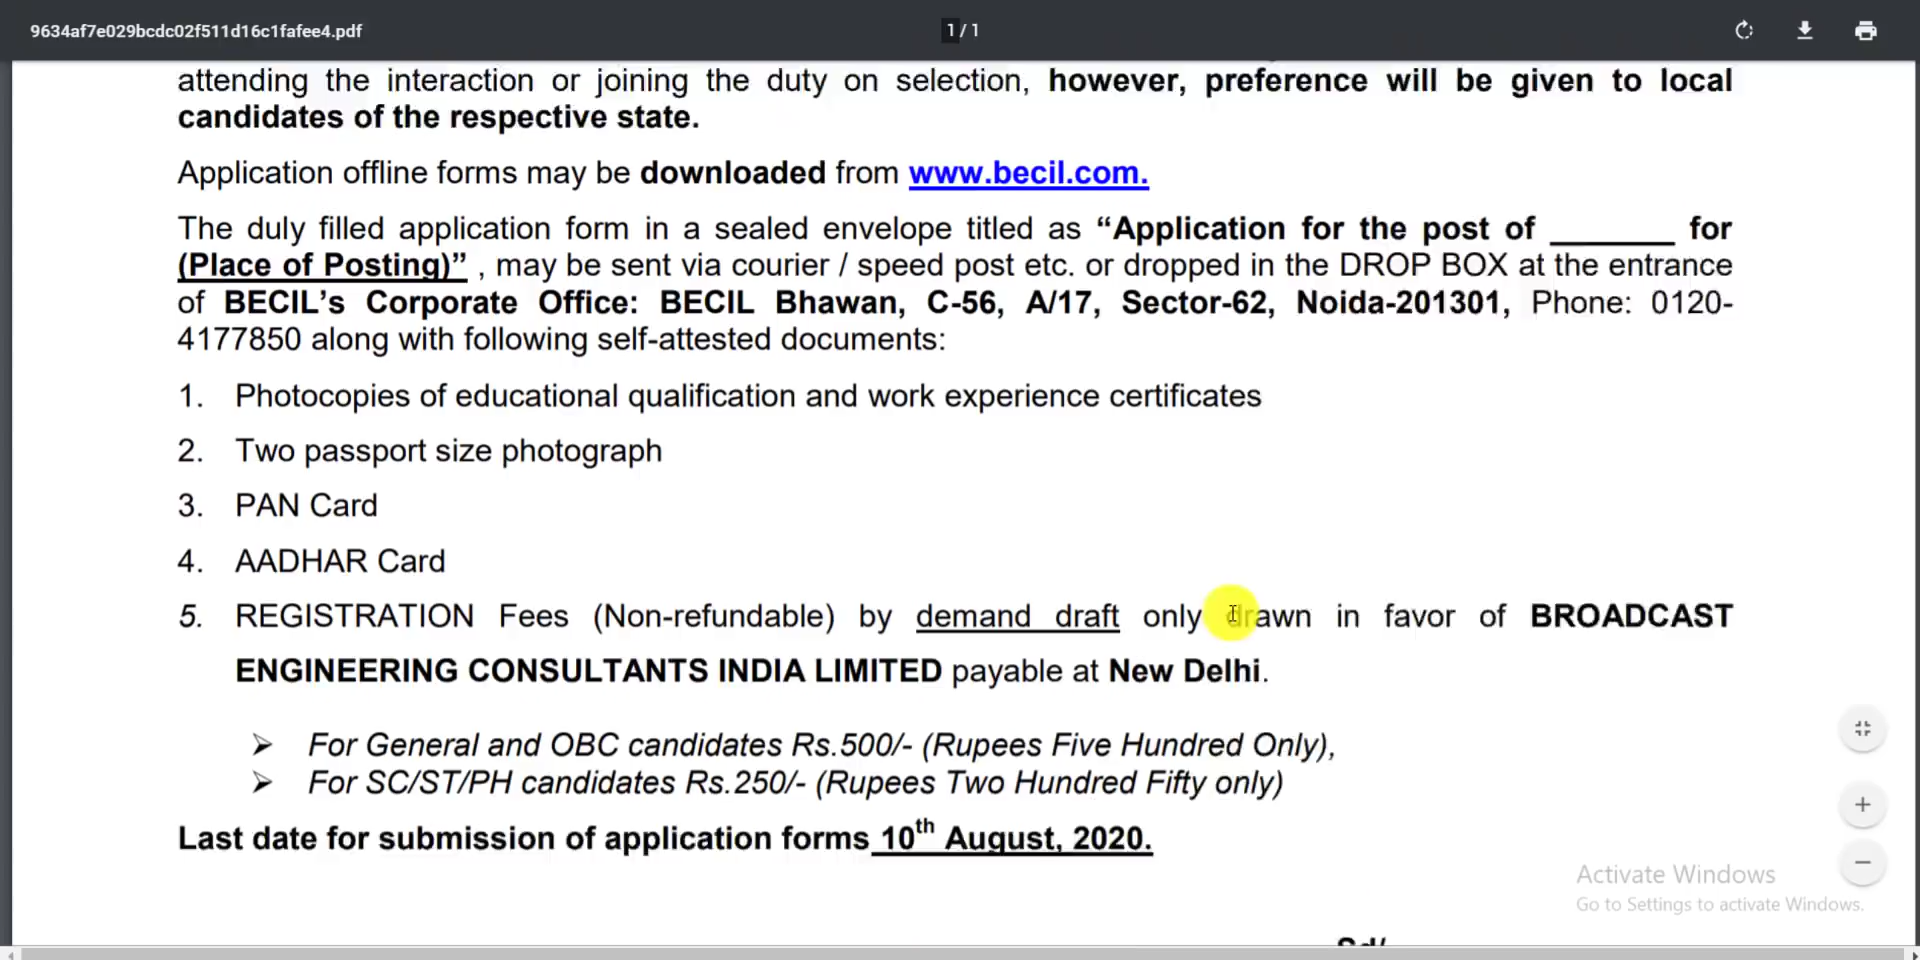 9634af7e029bcdc02f511d16c1fafee4.pdf
1 / 1
attending the interaction or joining the duty on selection, however, preference will be given to local
candidates of the respective state.
Application offline forms may be downloaded from www.becil.com.
The duly filled application form in a sealed envelope titled as “Application for the post of _______ for
(Place of Posting)” , may be sent via courier / speed post etc. or dropped in the DROP BOX at the entrance
of BECIL’s Corporate Office: BECIL Bhawan, C-56, A/17, Sector-62, Noida-201301, Phone: 0120-
4177850 along with following self-attested documents:
1. Photocopies of educational qualification and work experience certificates
2. Two passport size photograph
3. PAN Card
4. AADHAR Card
5. REGISTRATION Fees (Non-refundable) by demand draft only drawn in favor of BROADCAST
ENGINEERING CONSULTANTS INDIA LIMITED payable at New Delhi.
➢ For General and OBC candidates Rs.500/- (Rupees Five Hundred Only),
➢ For SC/ST/PH candidates Rs.250/- (Rupees Two Hundred Fifty only)
Last date for submission of application forms 10th August, 2020.
Activate Windows
Go to Settings to activate Windows.
Sd/